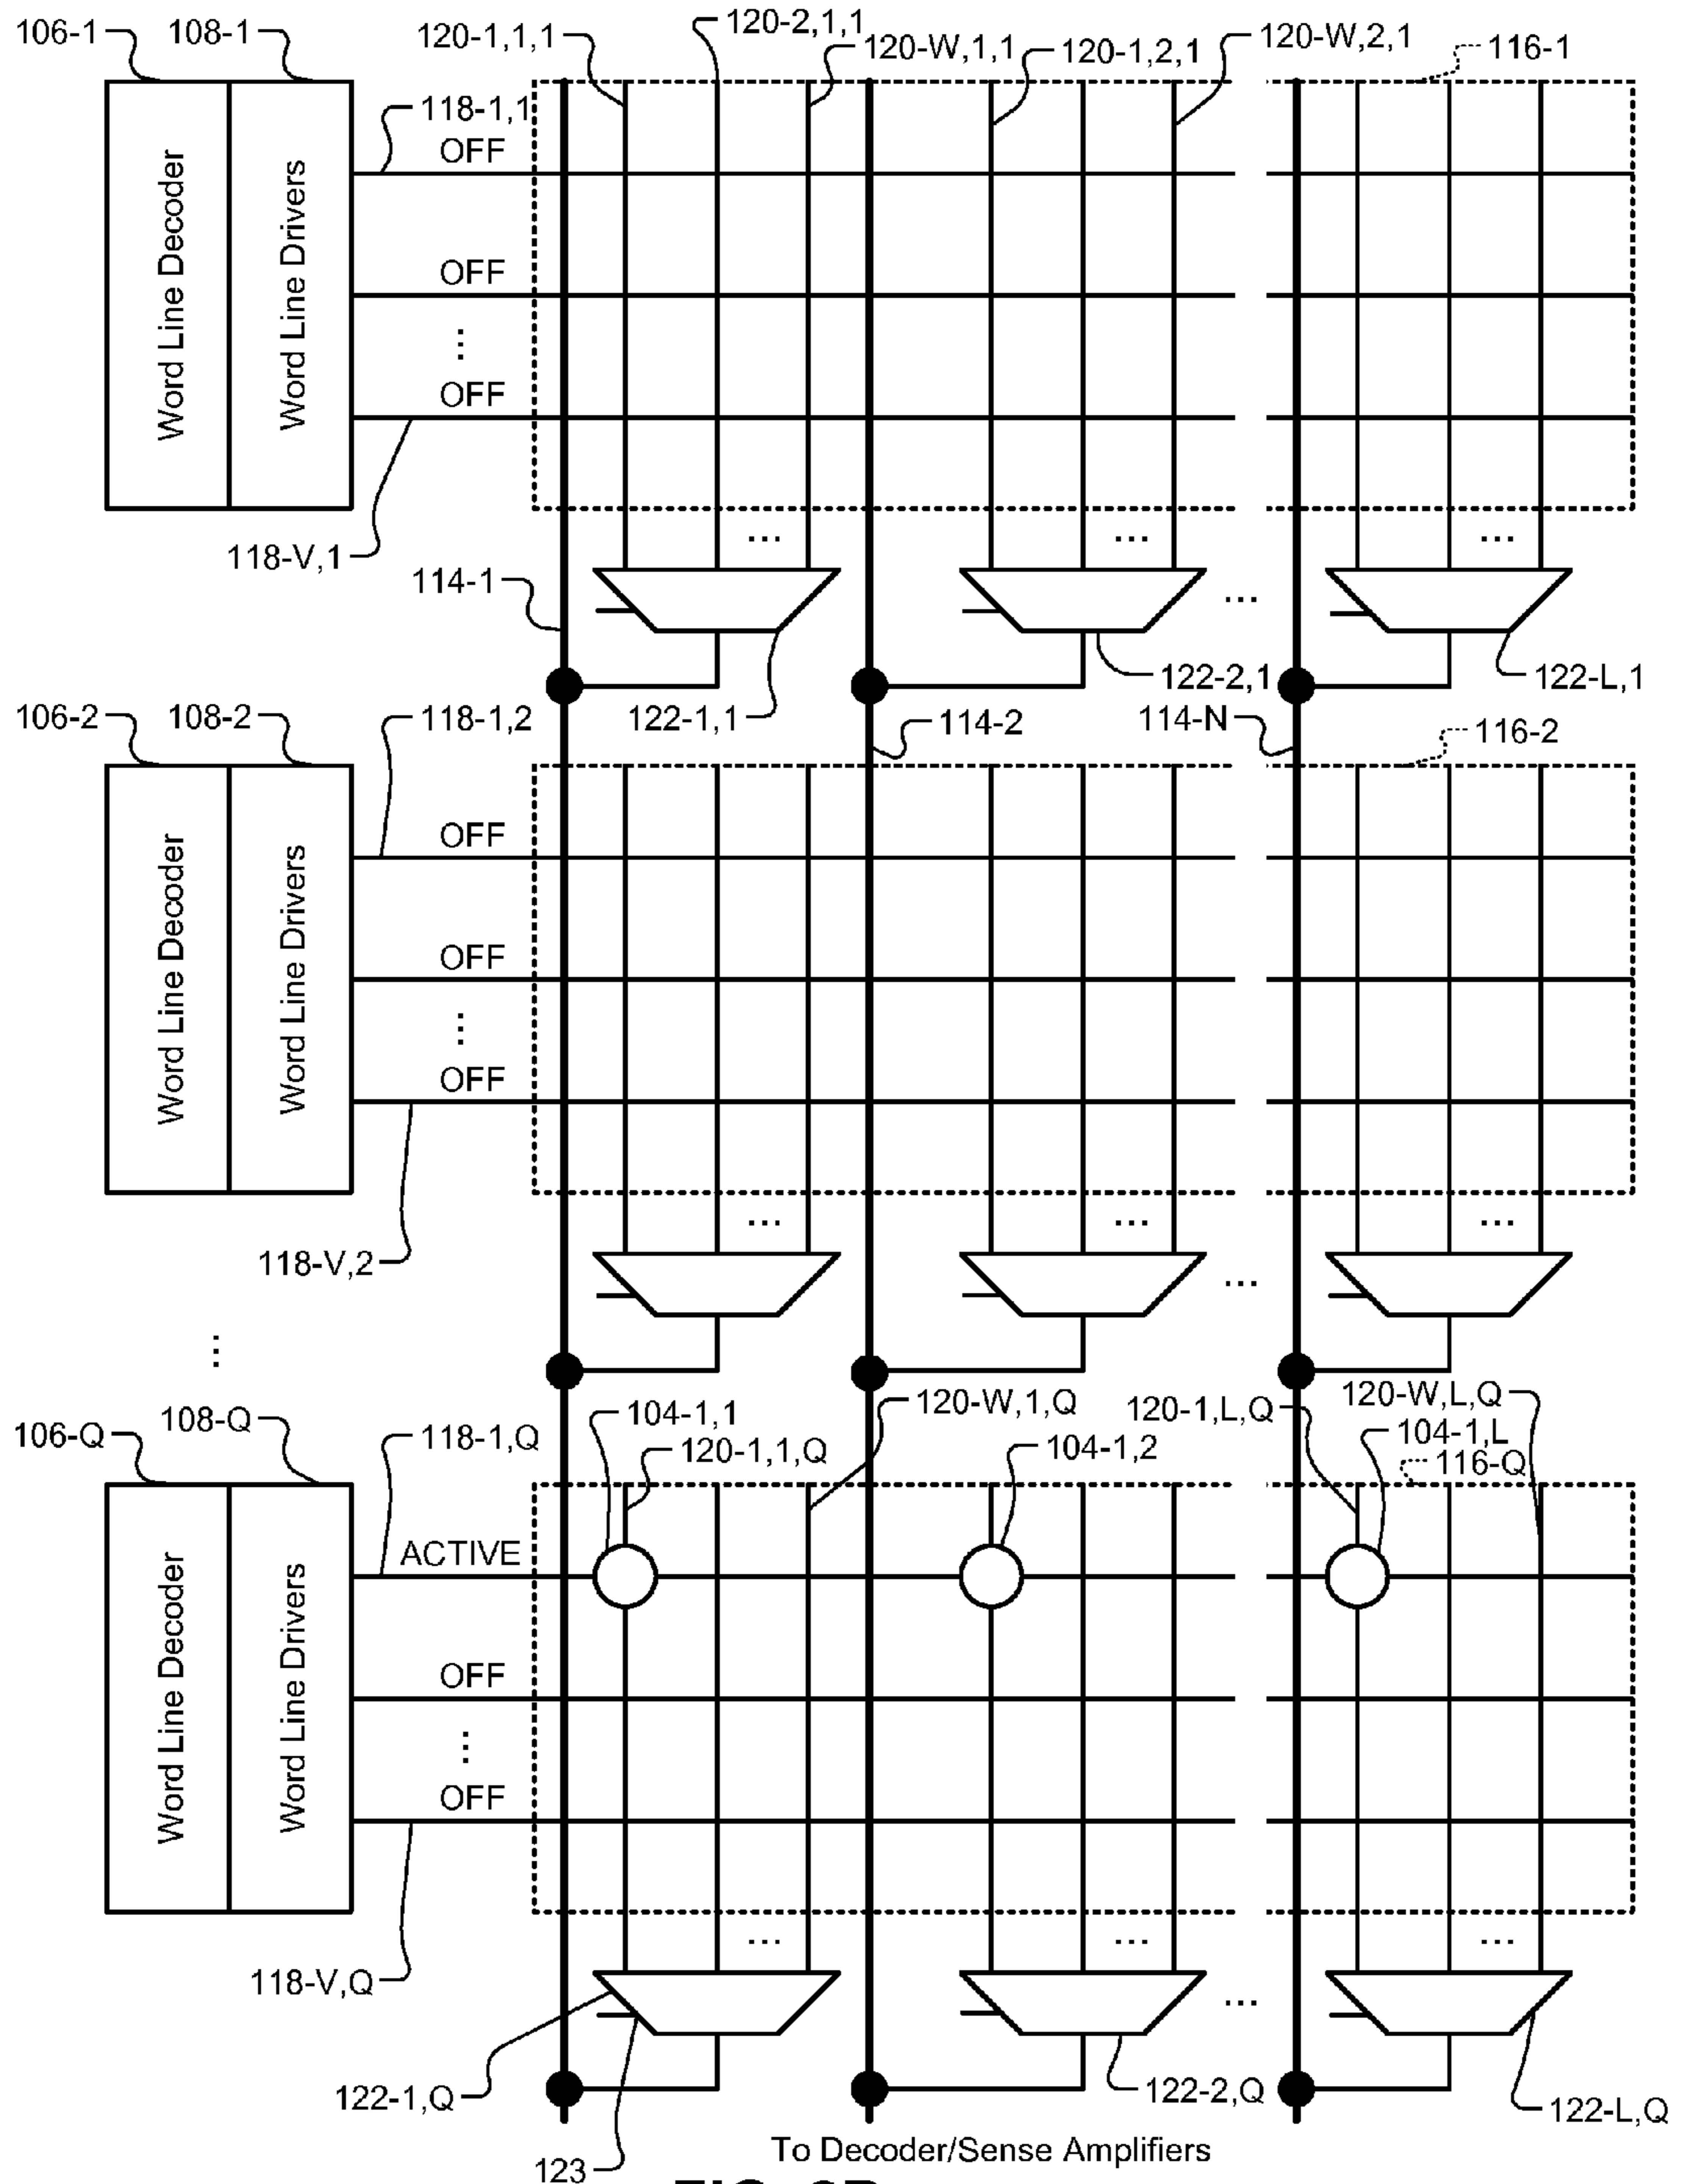 106-1
108-1
120-1,1,1
120-2,1,1
120-W,1,1
120-1,2,1
120-W,2,1
116-1
118-1,1
Word Line Decoder
Word Line Drivers
OFF
OFF
⋮
OFF
118-V,1
...
...
...
114-1
...
122-1,1
122-2,1
122-L,1
106-2
108-2
118-1,2
114-2
114-N
116-2
Word Line Decoder
Word Line Drivers
OFF
OFF
⋮
OFF
118-V,2
...
...
...
...
⋮
106-Q
108-Q
118-1,Q
104-1,1
120-1,1,Q
120-W,1,Q
104-1,2
120-1,L,Q
120-W,L,Q
104-1,L
116-Q
Word Line Decoder
Word Line Drivers
ACTIVE
OFF
⋮
OFF
118-V,Q
...
...
...
...
122-1,Q
123
122-2,Q
122-L,Q
To Decoder/Sense Amplifiers